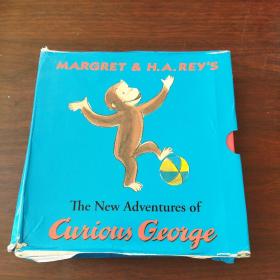 MARGRET & H.A. REY'S
The New Adventures of
Curious George